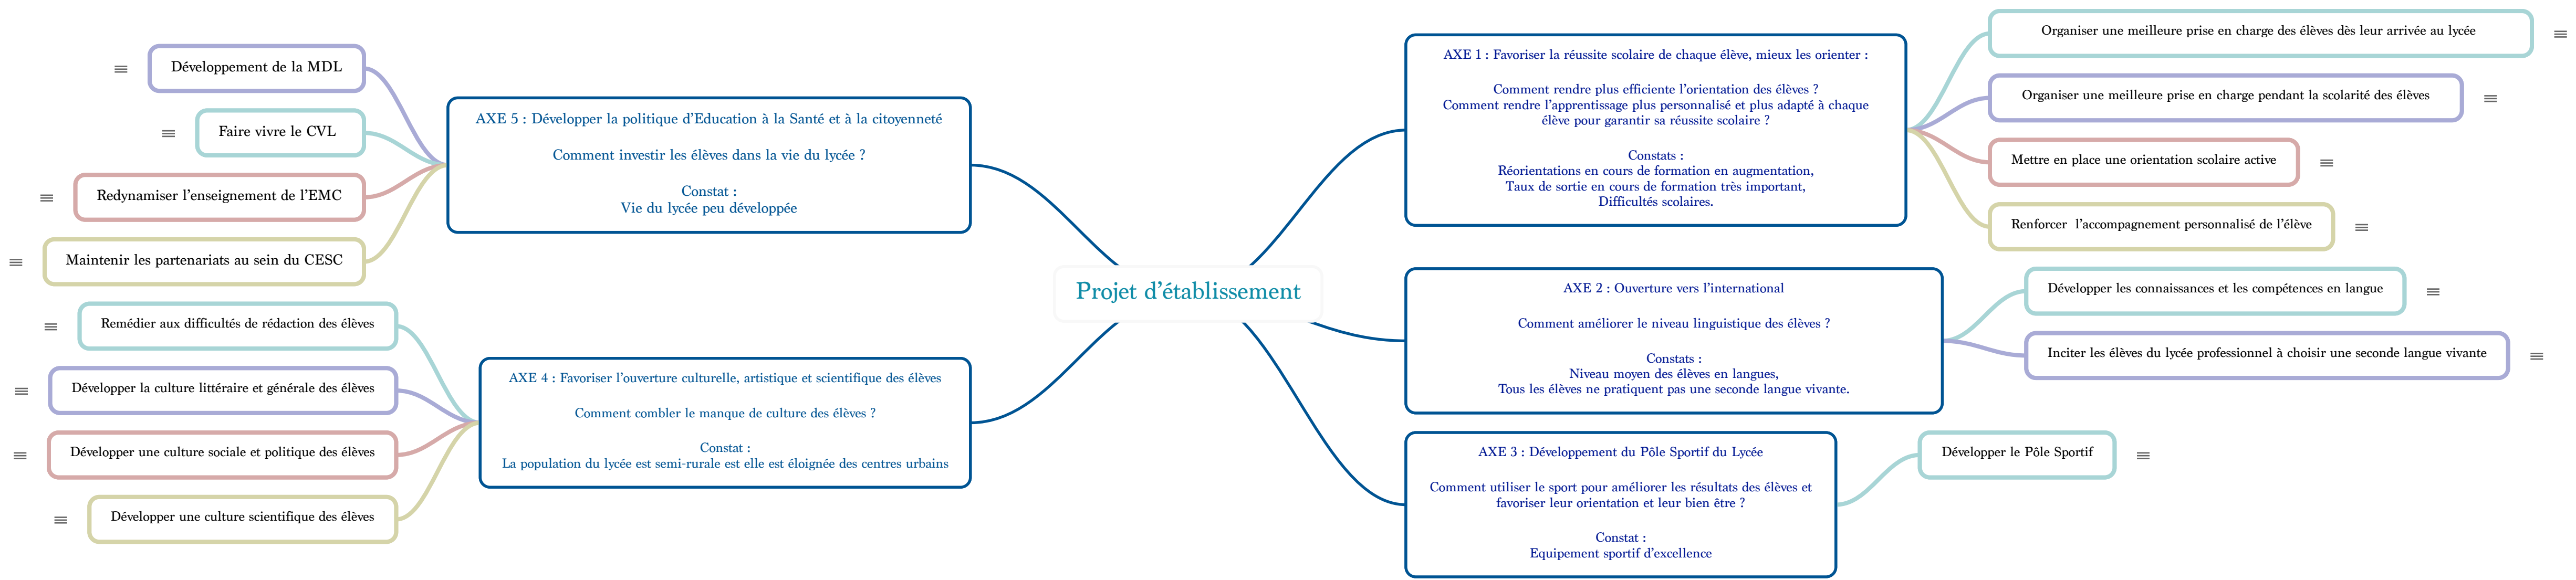 Projet d’établissement
AXE 1 : Favoriser la réussite scolaire de chaque élève, mieux les orienter :
Comment rendre plus efficiente l’orientation des élèves ?
Comment rendre l’apprentissage plus personnalisé et plus adapté à chaque
élève pour garantir sa réussite scolaire ?
Constats :
Réorientations en cours de formation en augmentation,
Taux de sortie en cours de formation très important,
Difficultés scolaires.
Organiser une meilleure prise en charge des élèves dès leur arrivée au lycée
Organiser une meilleure prise en charge pendant la scolarité des élèves
Mettre en place une orientation scolaire active
Renforcer  l’accompagnement personnalisé de l’élève
AXE 2 : Ouverture vers l’international
Comment améliorer le niveau linguistique des élèves ?
Constats :
Niveau moyen des élèves en langues,
Tous les élèves ne pratiquent pas une seconde langue vivante.
Développer les connaissances et les compétences en langue
Inciter les élèves du lycée professionnel à choisir une seconde langue vivante
AXE 3 : Développement du Pôle Sportif du Lycée
Comment utiliser le sport pour améliorer les résultats des élèves et
favoriser leur orientation et leur bien être ?
Constat :
Equipement sportif d’excellence
Développer le Pôle Sportif
AXE 4 : Favoriser l’ouverture culturelle, artistique et scientifique des élèves
Comment combler le manque de culture des élèves ?
Constat :
La population du lycée est semi-rurale est elle est éloignée des centres urbains
Remédier aux difficultés de rédaction des élèves
Développer la culture littéraire et générale des élèves
Développer une culture sociale et politique des élèves
Développer une culture scientifique des élèves
AXE 5 : Développer la politique d’Education à la Santé et à la citoyenneté
Comment investir les élèves dans la vie du lycée ?
Constat :
Vie du lycée peu développée
Développement de la MDL
Faire vivre le CVL
Redynamiser l’enseignement de l’EMC
Maintenir les partenariats au sein du CESC